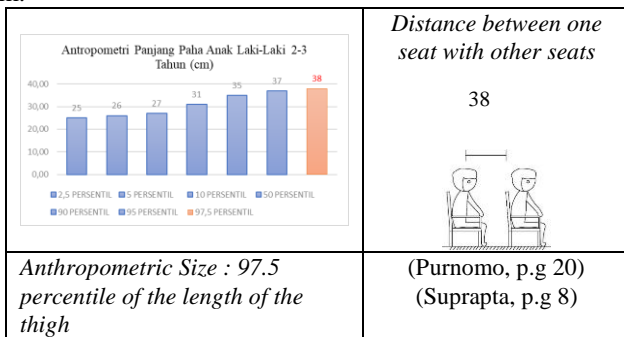 Antropometri Panjang Paha Anak Laki-Laki 2-3
Tahun (cm)
40,00
30,00
20,00
10,00
0,00
25
26
27
31
35
37
38
2,5 PERSENTIL 5 PERSENTIL 10 PERSENTIL 50 PERSENTIL
90 PERSENTIL 95 PERSENTIL 97,5 PERSENTIL
Distance between one
seat with other seats
38
Anthropometric Size : 97.5
percentile of the length of the
thigh
(Purnomo, p.g 20)
(Suprapta, p.g 8)